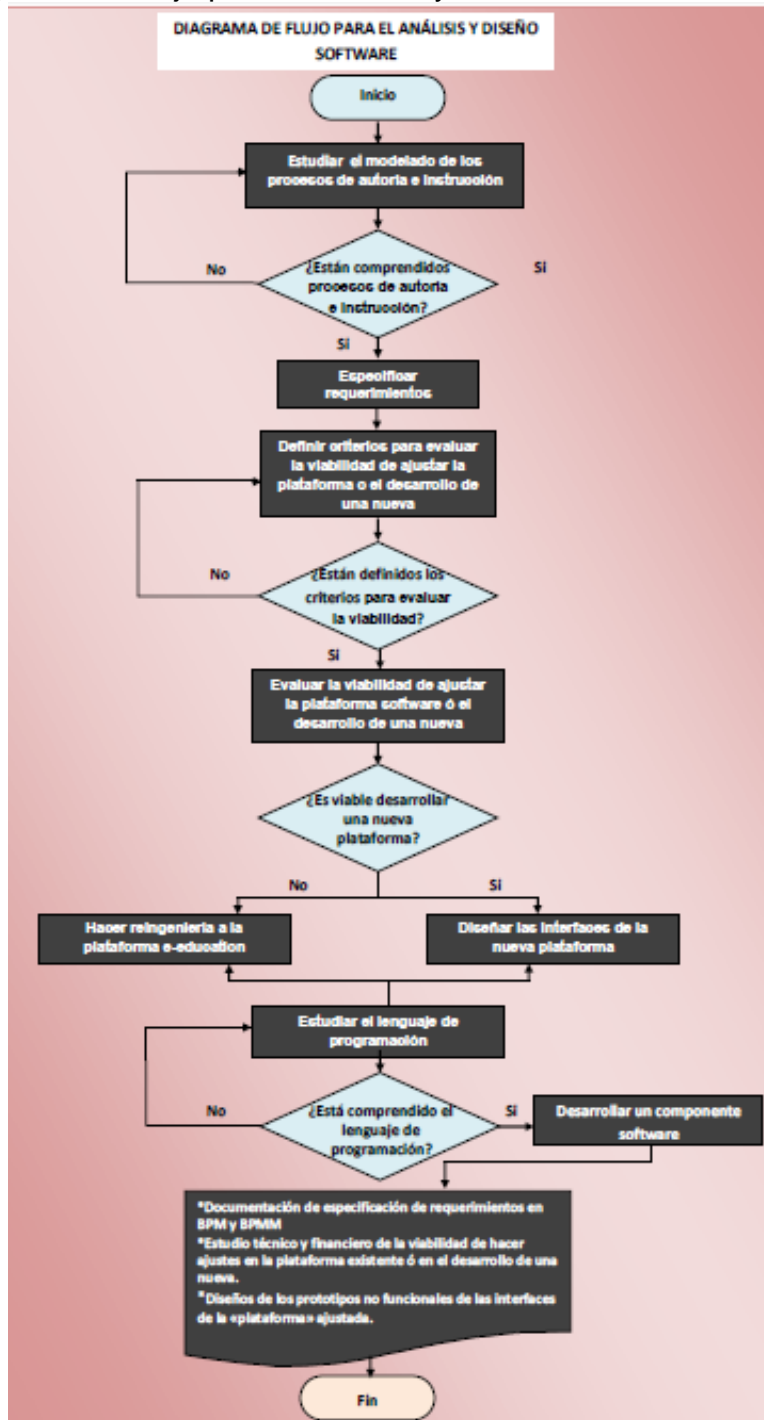 DIAGRAMA DE FLUJO PARA EL ANÁLISIS Y DISEÑO
SOFTWARE
Inicio
Estudiar el modelado de los
procesos de autoria e instrucción
¿Están comprendidos
procesos de autoria
e instrucción?
No
Si
Si
Especificar
requerimientos
Definir criterios para evaluar
la viabilidad de ajustar la
plataforma o el desarrollo de
una nueva
¿Están definidos los
criterios para evaluar
la viabilidad?
No
Si
Evaluar la viabilidad de ajustar
la plataforma software ó el
desarrollo de una nueva
¿Es viable desarrollar
una nueva
plataforma?
No
Si
Hacer reingenieria a la
plataforma e-education
Diseñar las interfaces de la
nueva plataforma
Estudiar el lenguaje de
programación
¿Está comprendido el
lenguaje de
programación?
No
Si
Desarrollar un componente
software
*Documentación de especificación de requerimientos en
BPM y BPMM
*Estudio técnico y financiero de la viabilidad de hacer
ajustes en la plataforma existente ó en el desarrollo de una
nueva.
*Diseños de los prototipos no funcionales de las interfaces
de la «plataforma» ajustada.
Fin